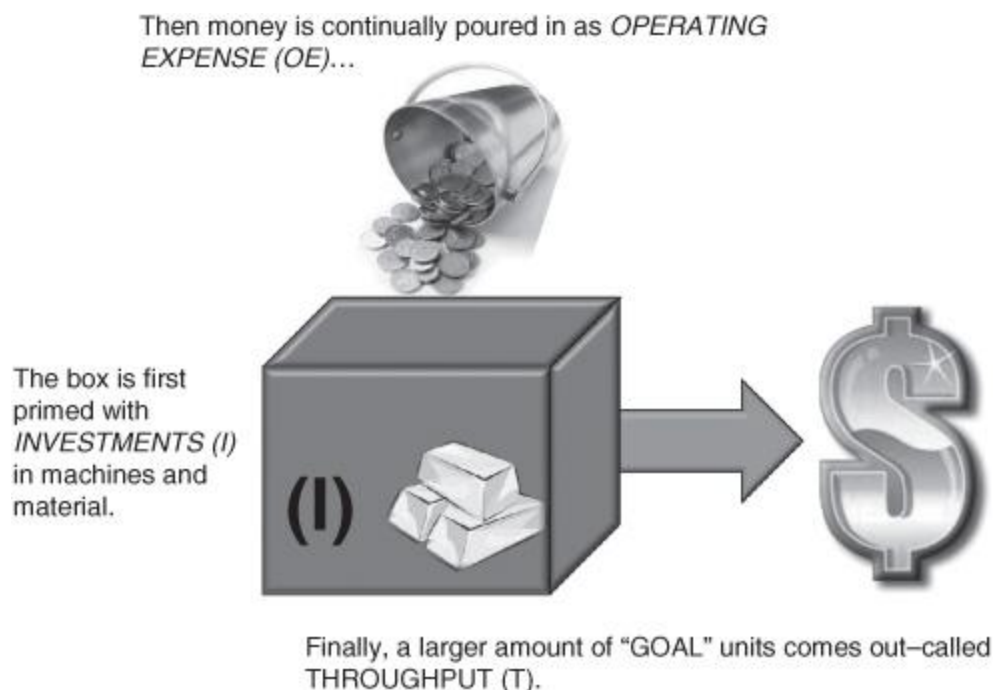 Then money is continually poured in as OPERATING
EXPENSE (OE)...
The box is first
primed with
INVESTMENTS (I)
in machines and
material.
(I)
$
Finally, a larger amount of “GOAL” units comes out–called
THROUGHPUT (T).